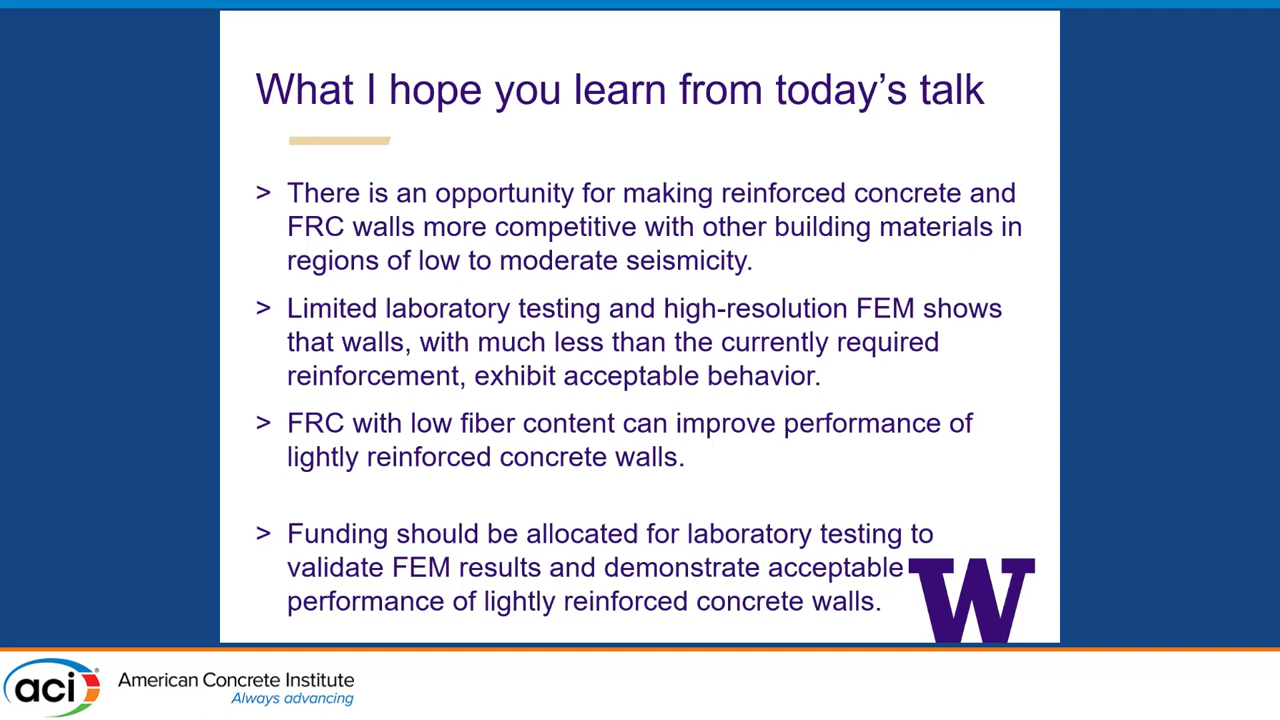 What I hope you learn from today's talk
> There is an opportunity for making reinforced concrete and
FRC walls more competitive with other building materials in
regions of low to moderate seismicity.
> Limited laboratory testing and high-resolution FEM shows
that walls, with much less than the currently required
reinforcement, exhibit acceptable behavior.
> FRC with low fiber content can improve performance of
lightly reinforced concrete walls.
> Funding should be allocated for laboratory testing to
validate FEM results and demonstrate acceptable
performance of lightly reinforced concrete walls.
W
aci®
American Concrete Institute
Always advancing